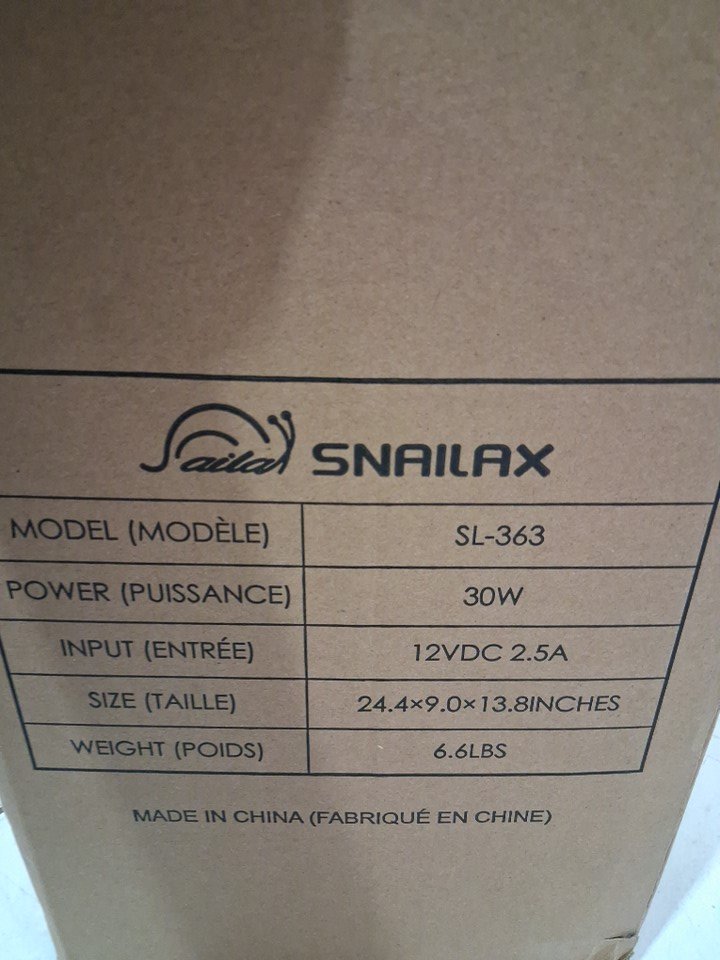 Snailax SNAILAX
MODEL (MODÈLE) SL-363
POWER (PUISSANCE) 30W
INPUT (ENTRÉE) 12VDC 2.5A
SIZE (TAILLE) 24.4×9.0×13.8INCHES
WEIGHT (POIDS) 6.6LBS
MADE IN CHINA (FABRIQUÉ EN CHINE)